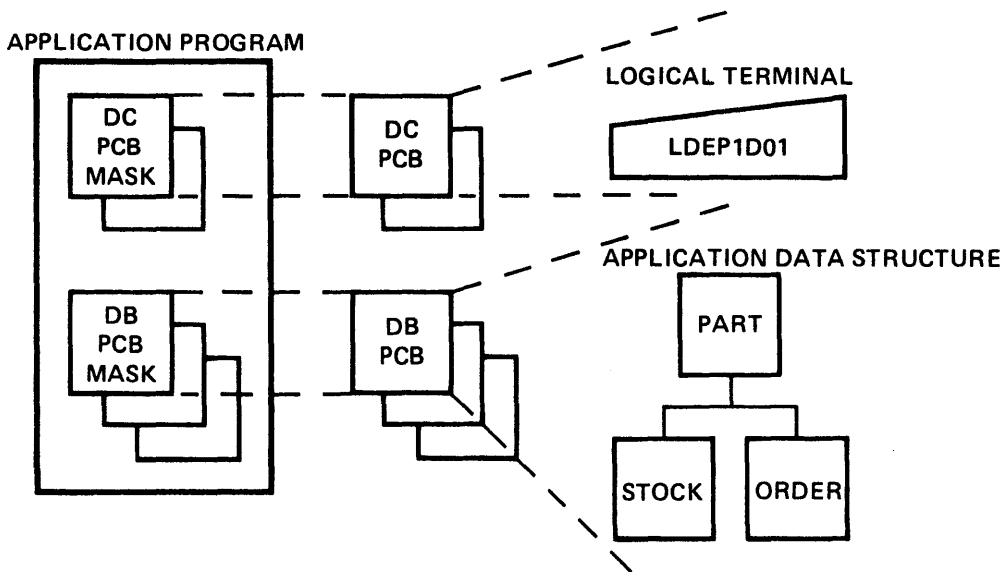 APPLICATION PROGRAM
DC
PCB
MASK
DC
PCB
LOGICAL TERMINAL
LDEP1D01
DB
PCB
MASK
DB
PCB
APPLICATION DATA STRUCTURE
PART
STOCK
ORDER